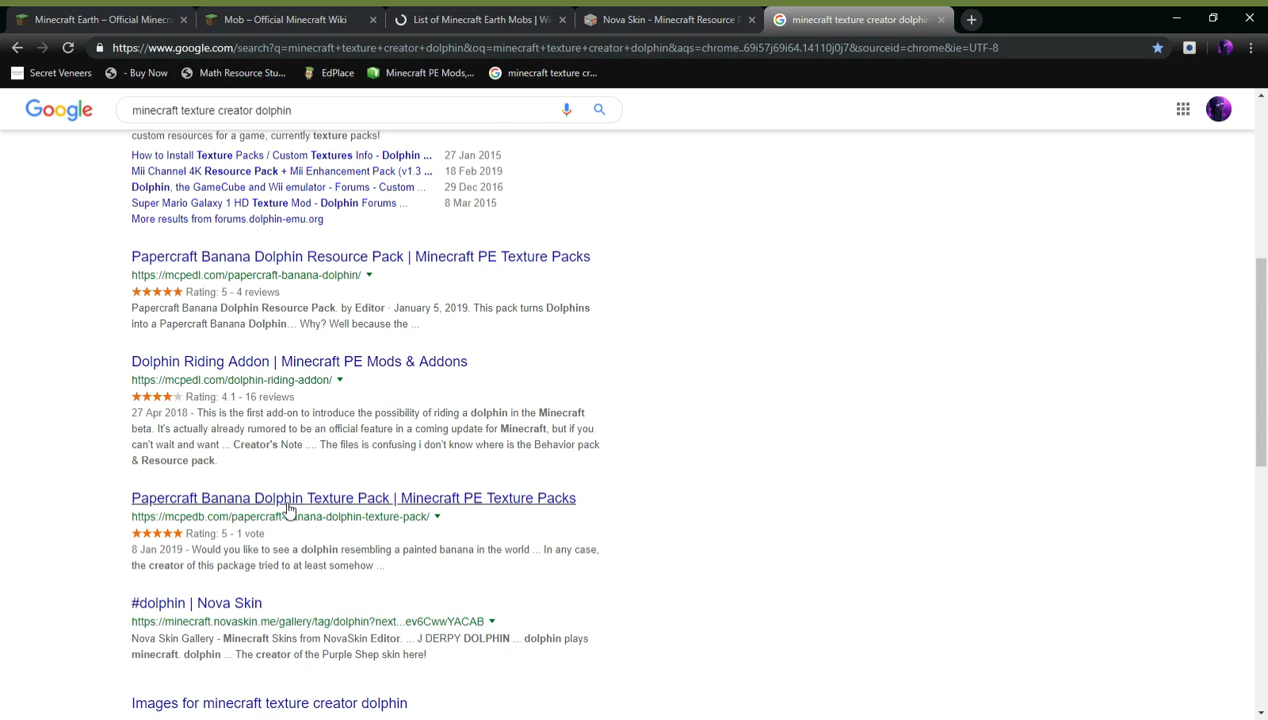 Minecraft Earth – Official Minecr
Mob – Official Minecraft Wiki
List of Minecraft Earth Mobs | Wi
Nova Skin - Minecraft Resource
minecraft texture creator dolphin
https://www.google.com/search?q=minecraft+texture+creator+dolphin&oq=minecraft+texture+creator+dolphin&aqs=chrome..69i57j69i64.14110j0j7&sourceid=chrome&ie=UTF-8
Secret Veneers
- Buy Now
Math Resource Stu...
EdPlace
Minecraft PE Mods,...
minecraft texture cr...
Google
minecraft texture creator dolphin
custom resources for a game, currently texture packs!
How to Install Texture Packs / Custom Textures Info - Dolphin ... 27 Jan 2015
Mii Channel 4K Resource Pack + Mii Enhancement Pack (v1.3 ... 18 Feb 2019
Dolphin, the GameCube and Wii emulator - Forums - Custom ... 29 Dec 2016
Super Mario Galaxy 1 HD Texture Mod - Dolphin Forums ... 8 Mar 2015
More results from forums.dolphin-emu.org
Papercraft Banana Dolphin Resource Pack | Minecraft PE Texture Packs
https://mcpedl.com/papercraft-banana-dolphin/
Rating: 5 - 4 reviews
Papercraft Banana Dolphin Resource Pack. by Editor · January 5, 2019. This pack turns Dolphins
into a Papercraft Banana Dolphin... Why? Well because the ...
Dolphin Riding Addon | Minecraft PE Mods & Addons
https://mcpedl.com/dolphin-riding-addon/
Rating: 4.1 - 16 reviews
27 Apr 2018 - This is the first add-on to introduce the possibility of riding a dolphin in the Minecraft
beta. It's actually already rumored to be an official feature in a coming update for Minecraft, but if you
can't wait and want ... Creator's Note .... The files is confusing i don't know where is the Behavior pack
& Resource pack.
Papercraft Banana Dolphin Texture Pack | Minecraft PE Texture Packs
https://mcpedb.com/papercraft-banana-dolphin-texture-pack/
Rating: 5 - 1 vote
8 Jan 2019 - Would you like to see a dolphin resembling a painted banana in the world ... In any case,
the creator of this package tried to at least somehow ...
#dolphin | Nova Skin
https://minecraft.novaskin.me/gallery/tag/dolphin?next...ev6CwwYACAB
Nova Skin Gallery - Minecraft Skins from NovaSkin Editor. ... J DERPY DOLPHIN ... dolphin plays
minecraft. dolphin ... The creator of the Purple Shep skin here!
Images for minecraft texture creator dolphin